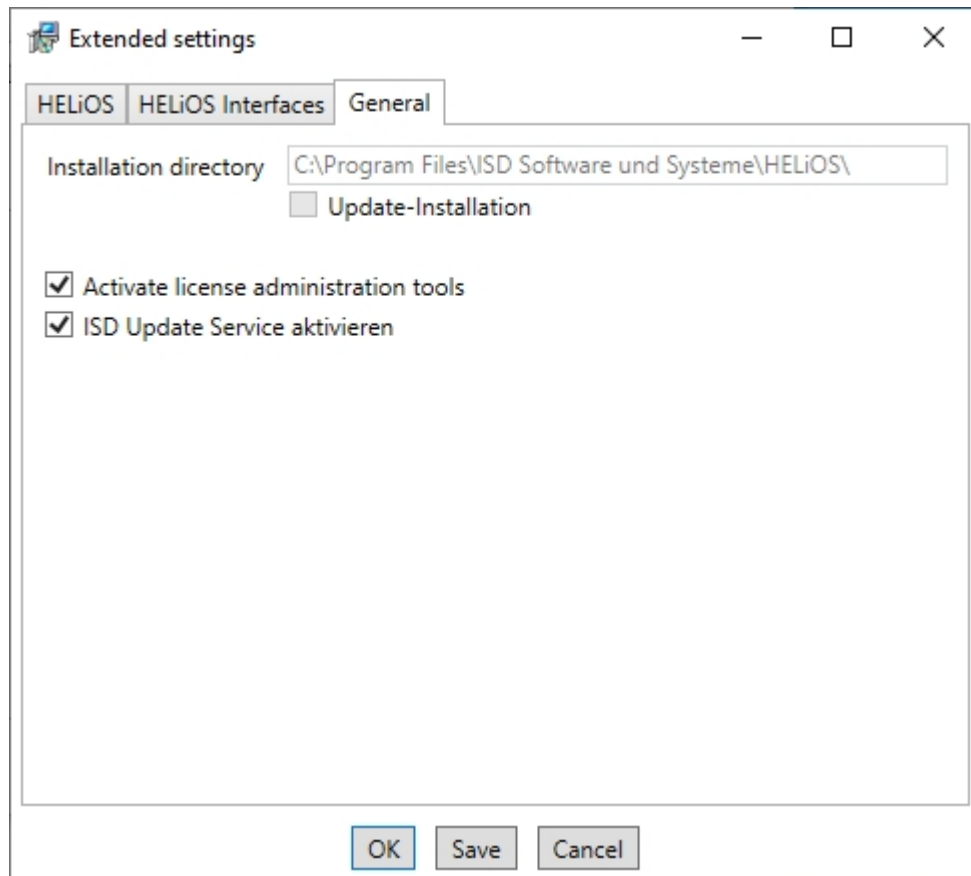 Extended settings
HELiOS HELiOS Interfaces General
Installation directory C:\Program Files\ISD Software und Systeme\HELiOS\
Update-Installation
Activate license administration tools
ISD Update Service aktivieren
OK Save Cancel